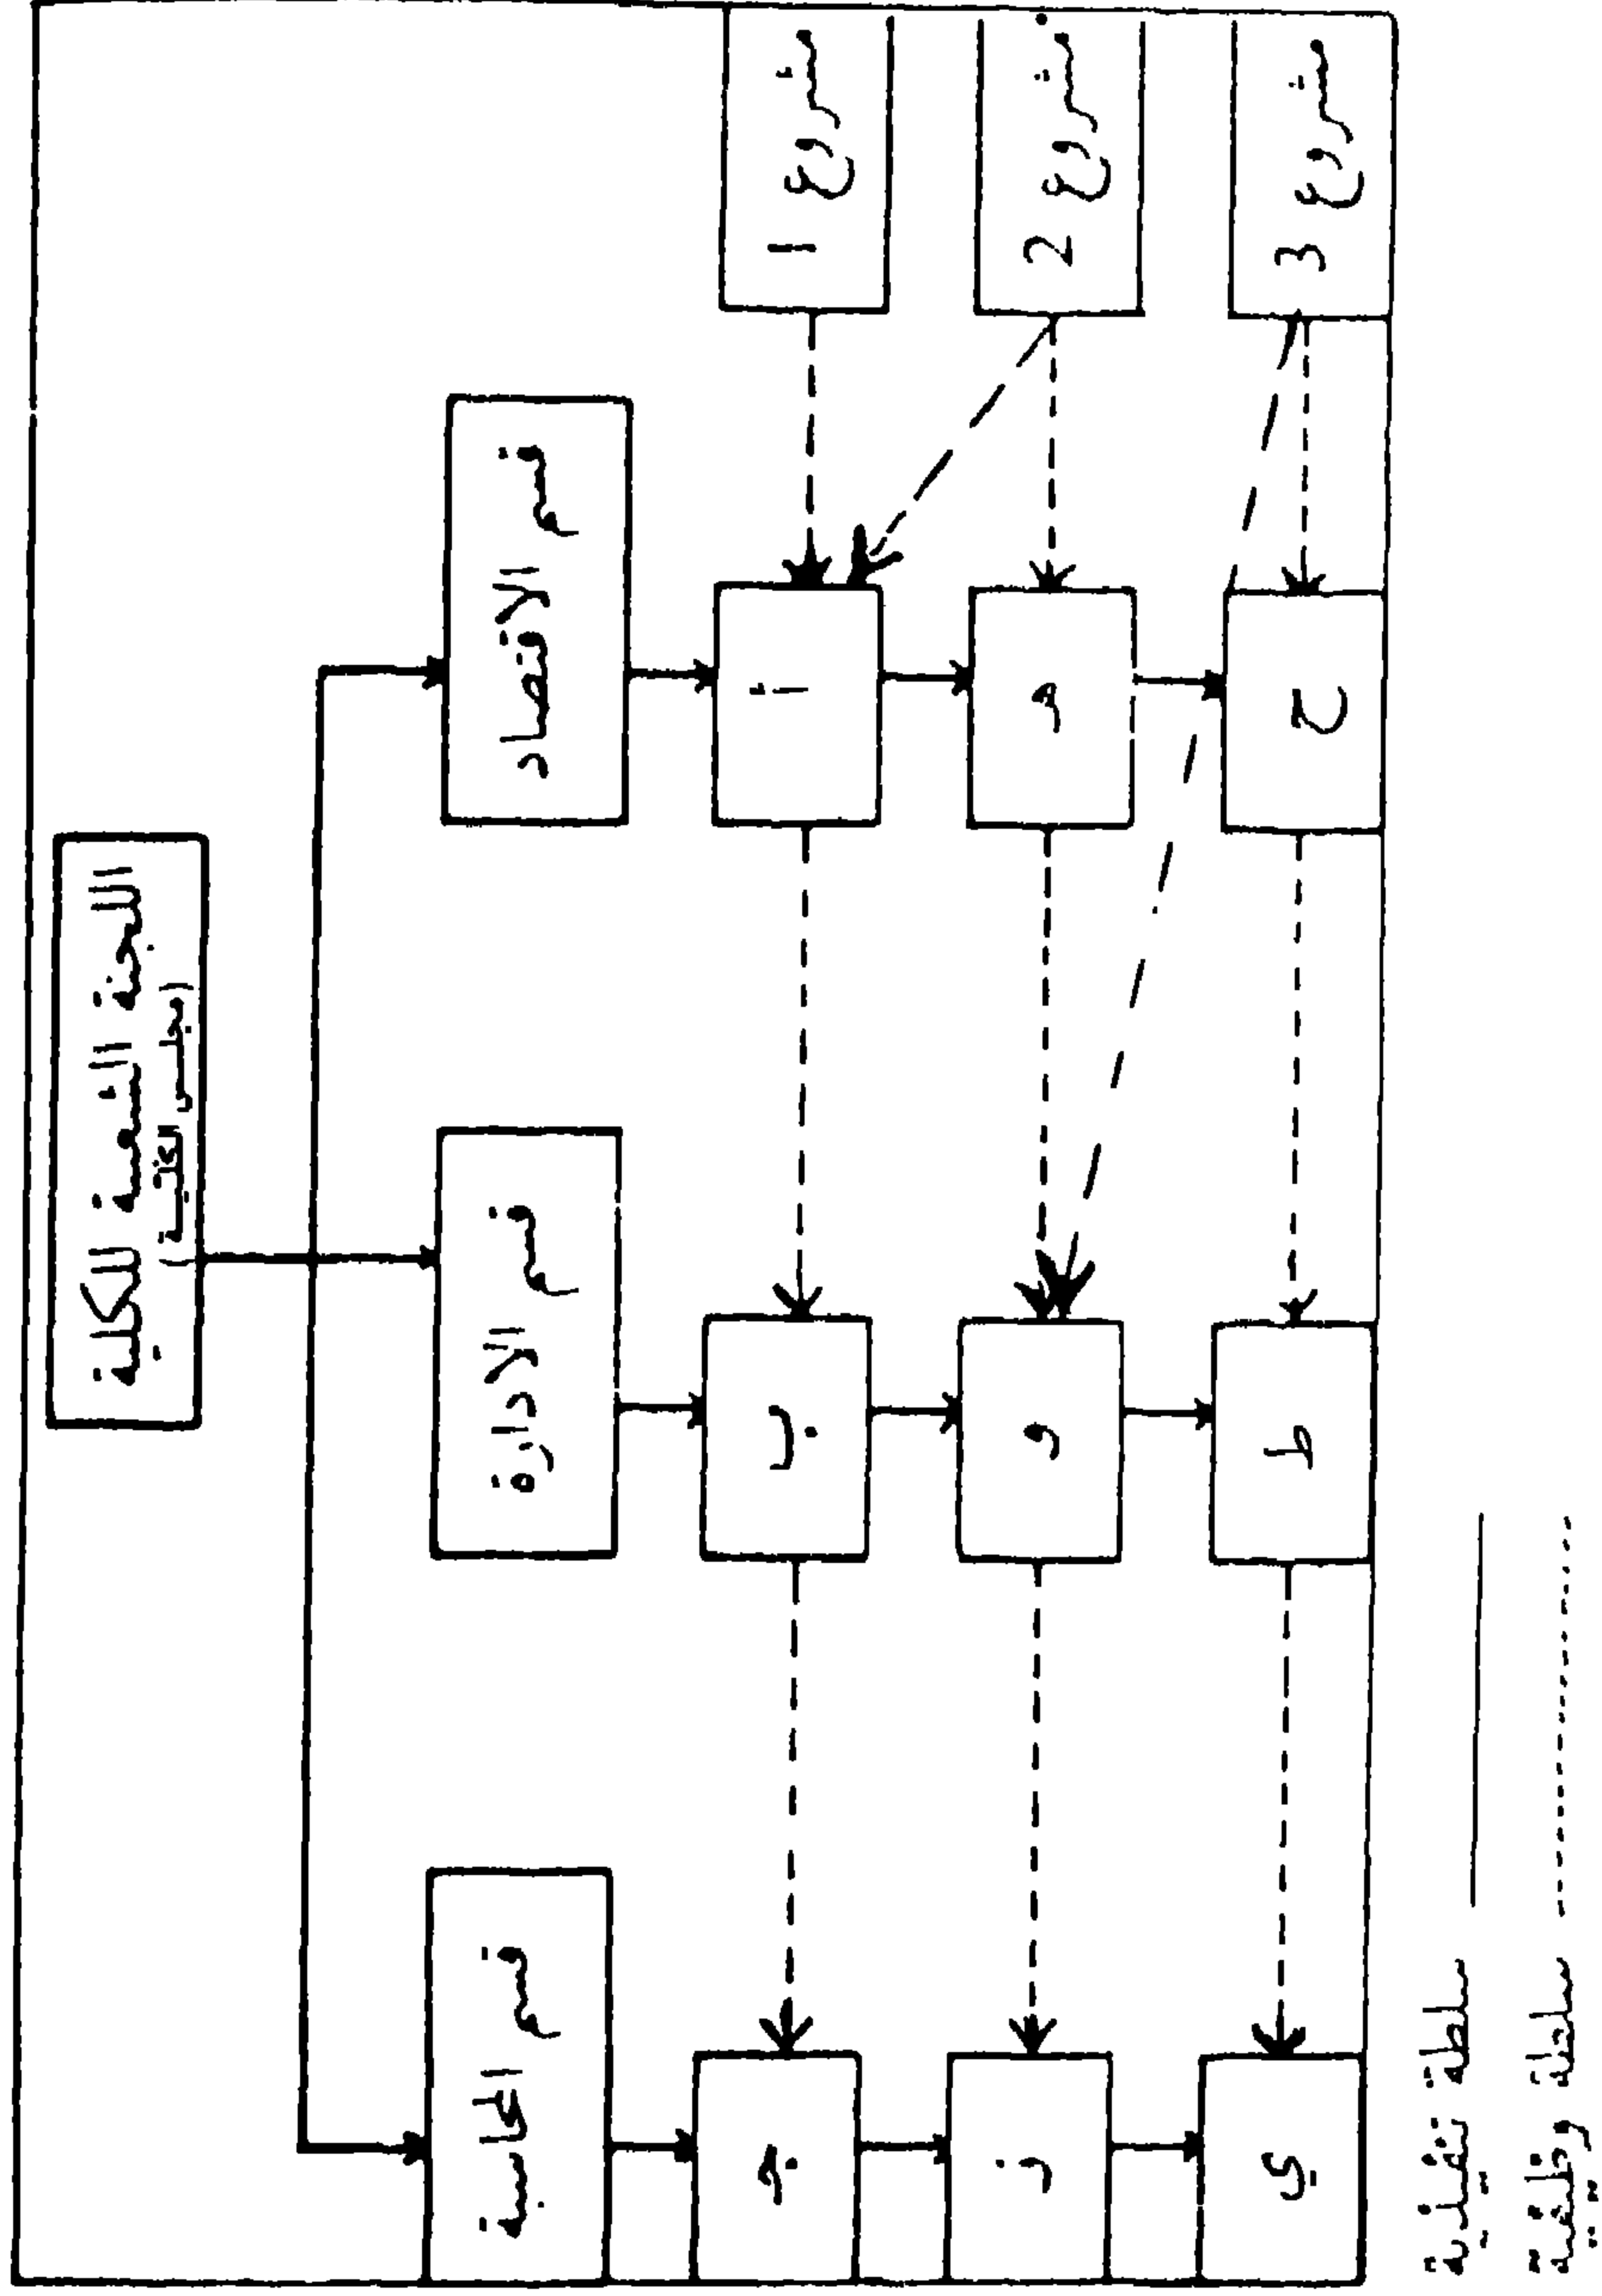 اللجنة الشعبية للكلية
(مجلس الكلية)
قسم الاقتصاد
قسم الادارة
قسم المحاسبة
مشروع 1
أ
ب
ج
مشروع 2
هـ
و
ز
مشروع 3
ح
ط
ي
سلطة تنفيذية
سلطة وظيفية